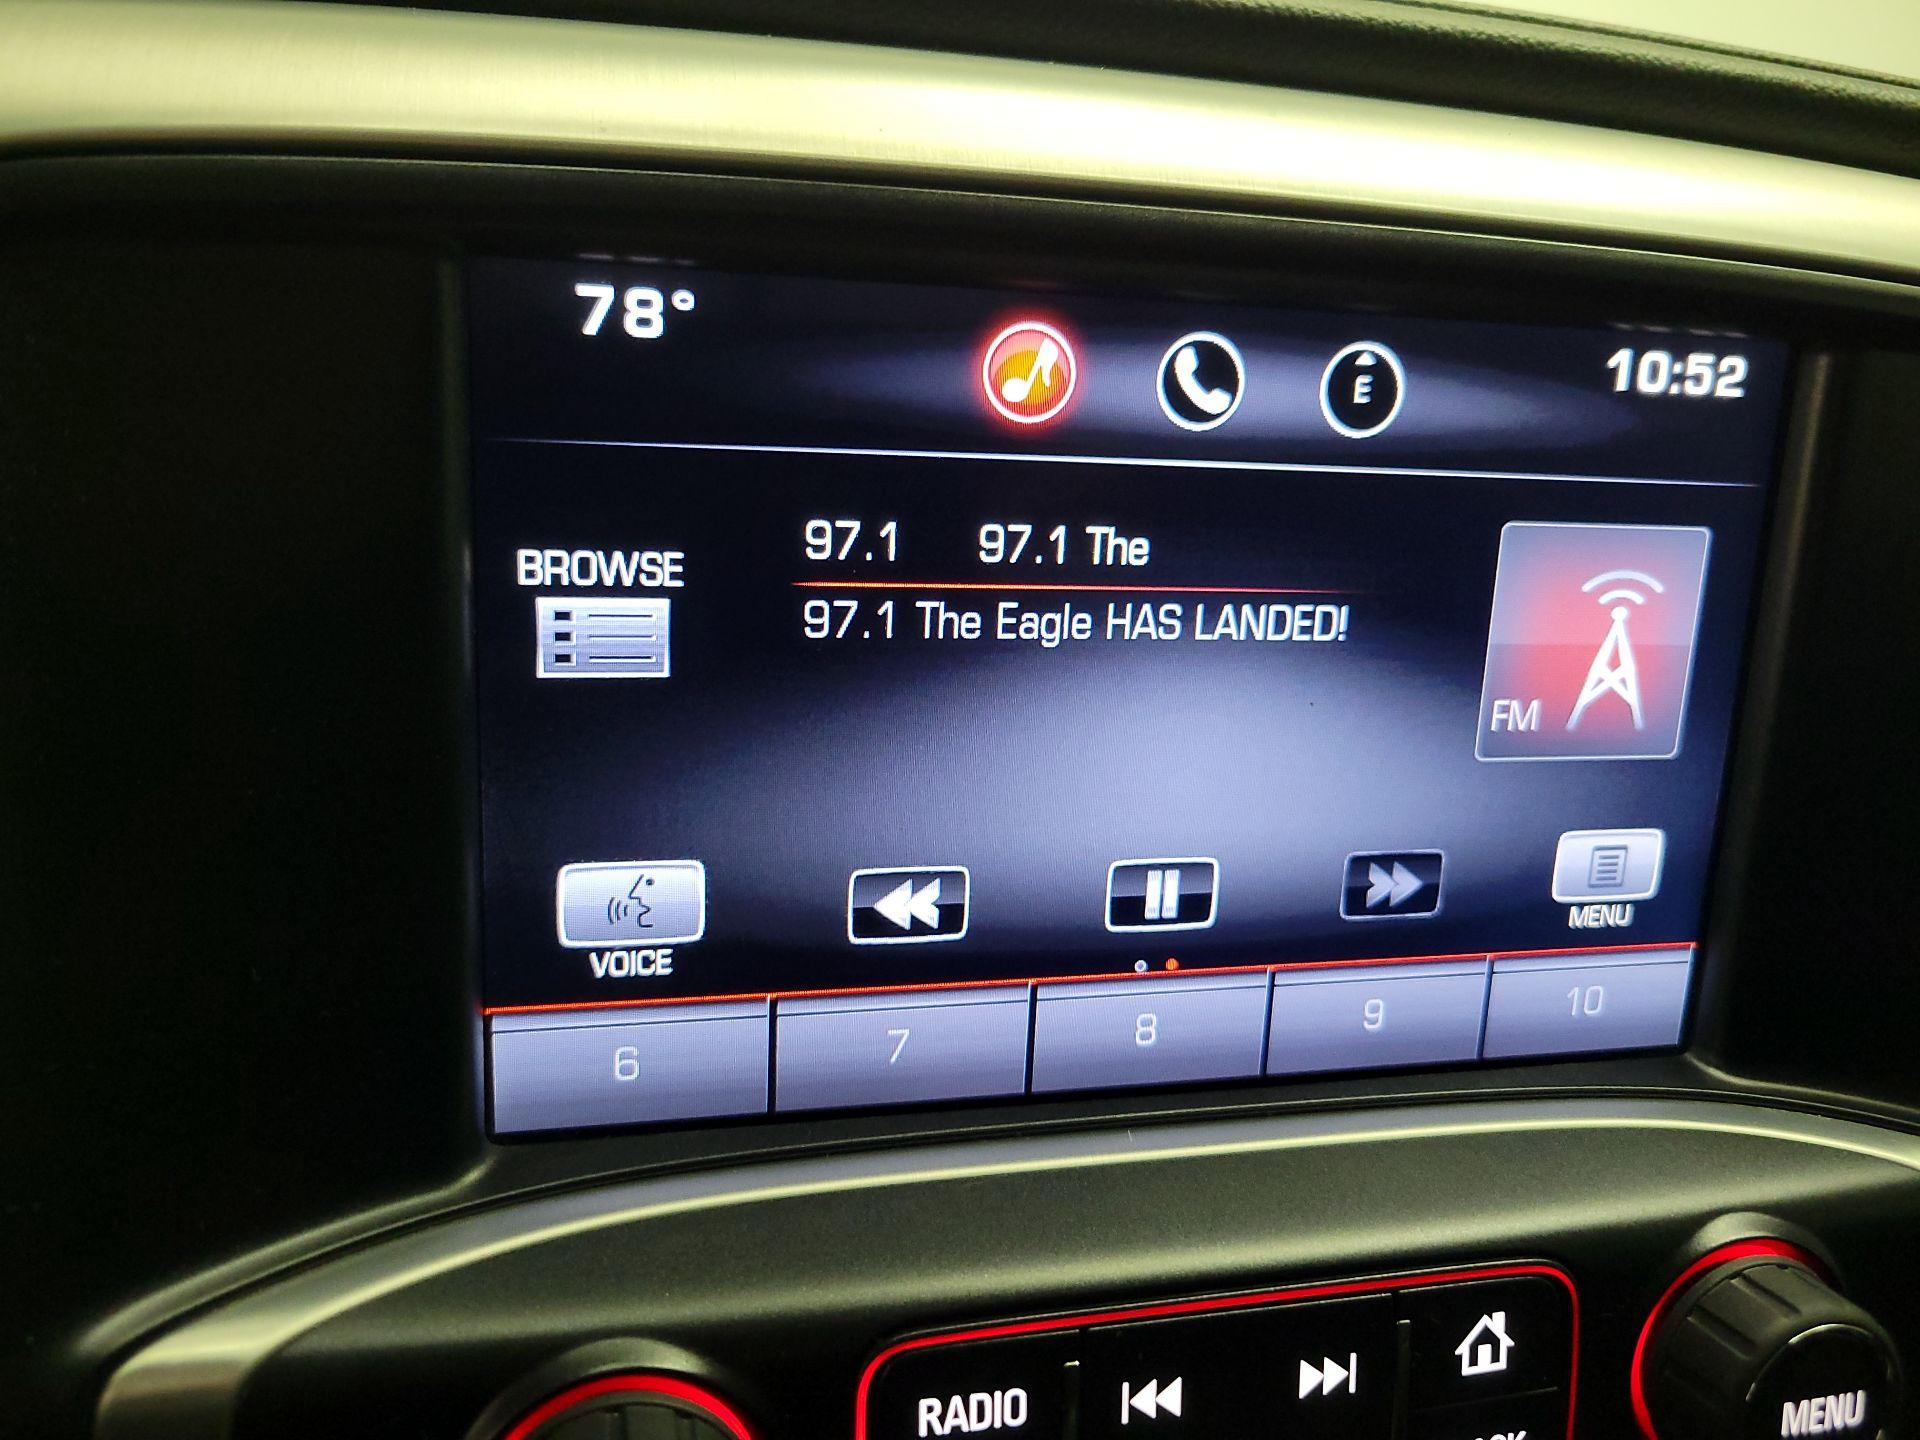 78°
E
10:52
BROWSE
97.1 97.1 The
97.1 The Eagle HAS LANDED!
FM
VOICE
MENU
6 7 8 9 10
RADIO
MENU